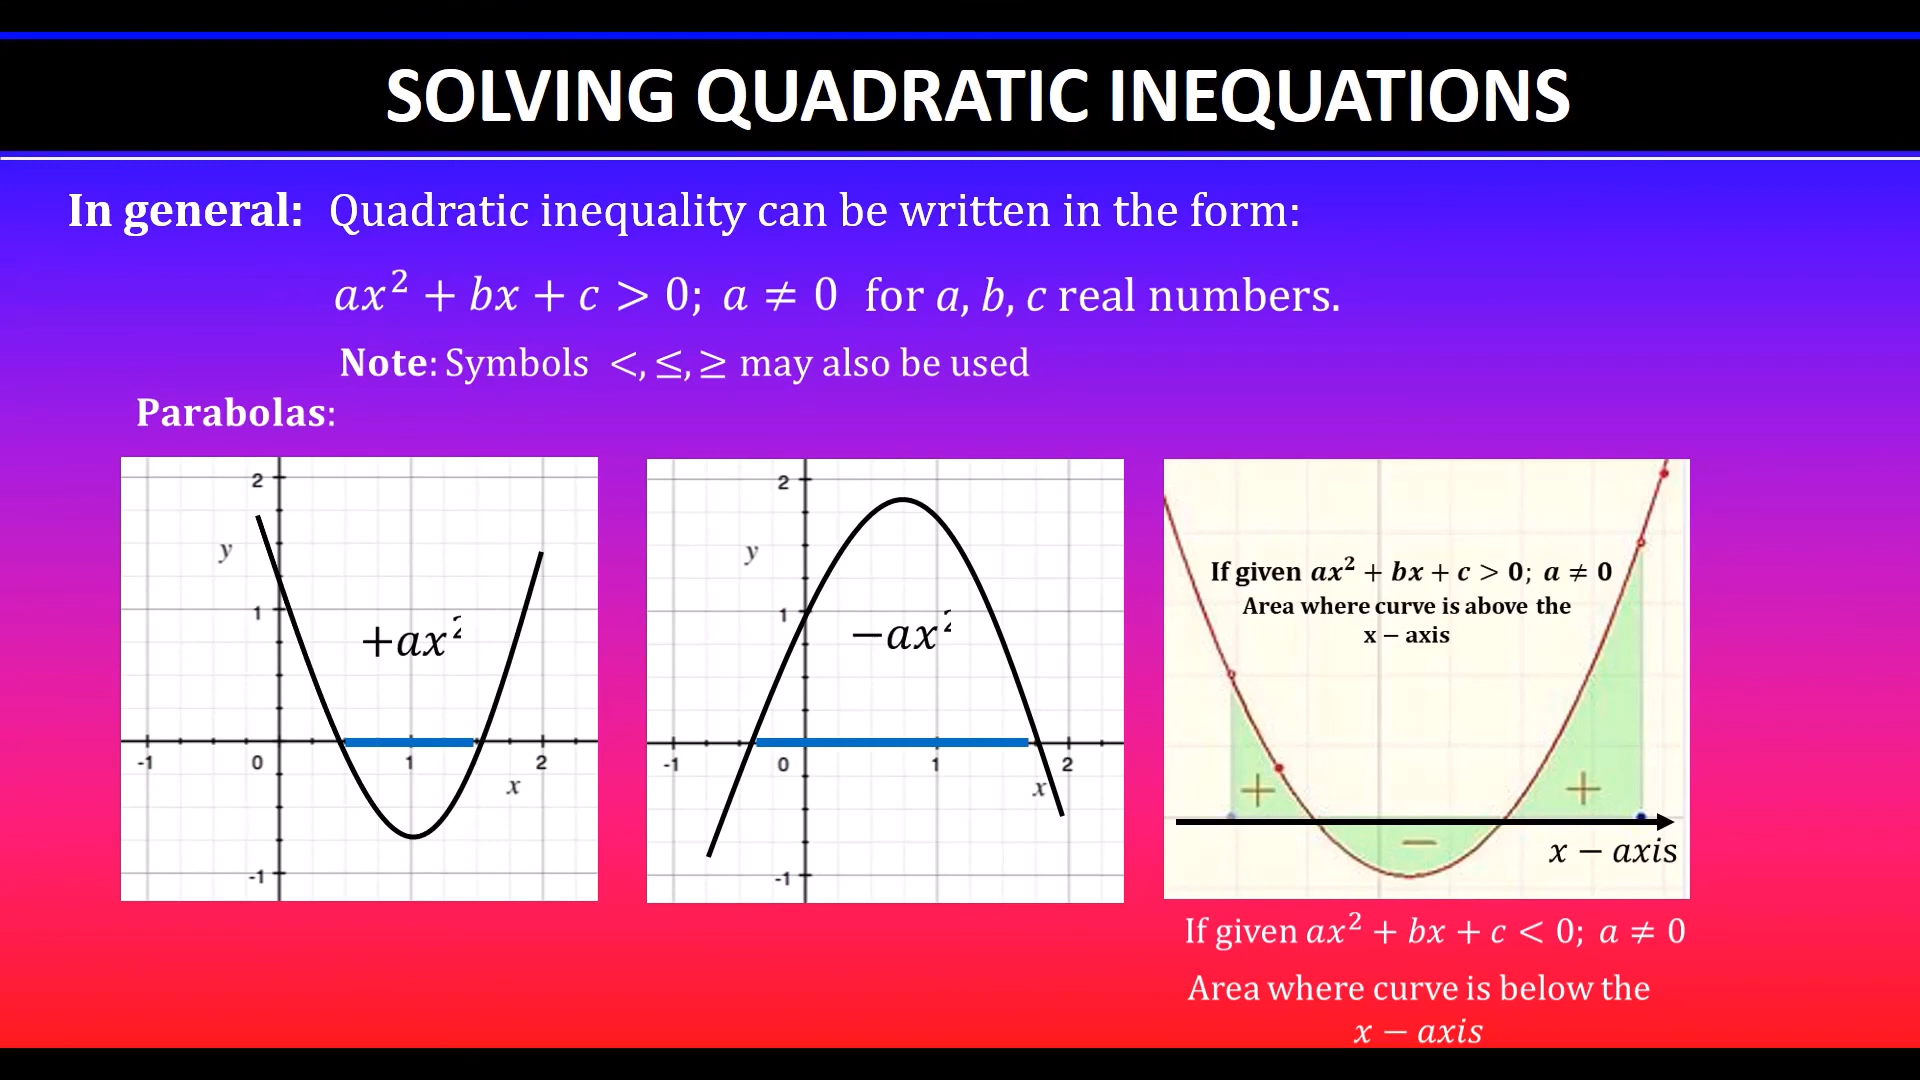 SOLVING QUADRATIC INEQUATIONS
In general: Quadratic inequality can be written in the form:
ax² + bx + c > 0; a ≠ 0 for a, b, c real numbers.
Note: Symbols <, ≤, ≥ may also be used
Parabolas:
2
y
1
+ax²
-1 0 1 2
x
-1
2
y
1
−ax²
-1 0 1 2
x
-1
If given ax² + bx + c > 0; a ≠ 0
Area where curve is above the
x − axis
+ +
−
x − axis
If given ax² + bx + c < 0; a ≠ 0
Area where curve is below the
x − axis